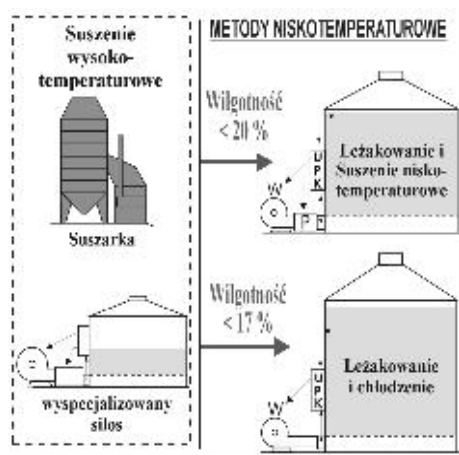 Suszenie
wysoko-
temperaturowe
Suszarka
wyspecjalizowany
silos
METODY NISKOTEMPERATUROWE
Wilgotność
< 20 %
Leżakowanie i
Suszenie nisko-
temperaturowe
U
P
K
W
P
Wilgotność
< 17 %
Leżakowanie
i chłodzenie
U
P
K
W